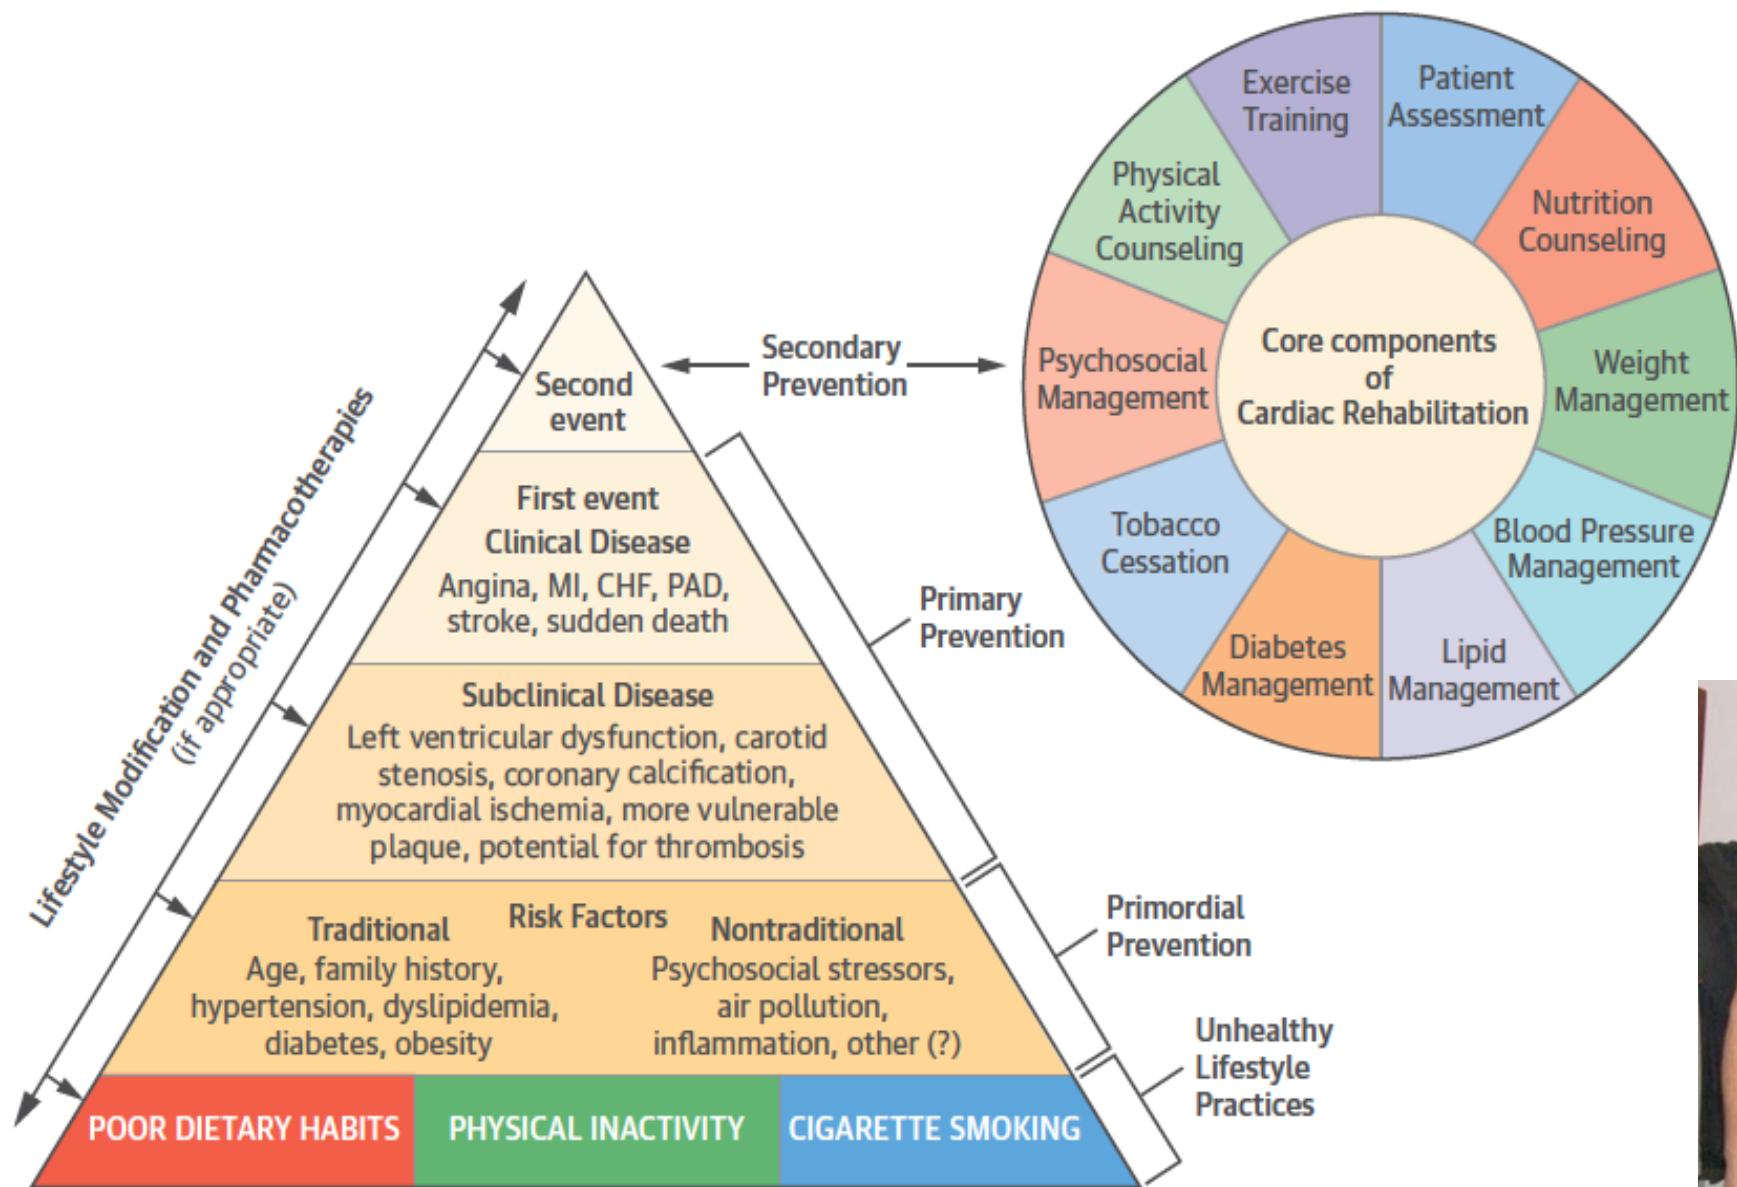 Exercise
Training
Patient
Assessment
Nutrition
Counseling
Weight
Management
Blood Pressure
Management
Lipid
Management
Diabetes
Management
Tobacco
Cessation
Psychosocial
Management
Physical
Activity
Counseling
Core components
of
Cardiac Rehabilitation
Secondary
Prevention
Second
event
First event
Clinical Disease
Angina, MI, CHF, PAD,
stroke, sudden death
Primary
Prevention
Subclinical Disease
Left ventricular dysfunction, carotid
stenosis, coronary calcification,
myocardial ischemia, more vulnerable
plaque, potential for thrombosis
Primordial
Prevention
Risk Factors
Traditional
Age, family history,
hypertension, dyslipidemia,
diabetes, obesity
Nontraditional
Psychosocial stressors,
air pollution,
inflammation, other (?)
Unhealthy
Lifestyle
Practices
POOR DIETARY HABITS
PHYSICAL INACTIVITY
CIGARETTE SMOKING
Lifestyle Modification and Phamacotherapies
(if appropriate)